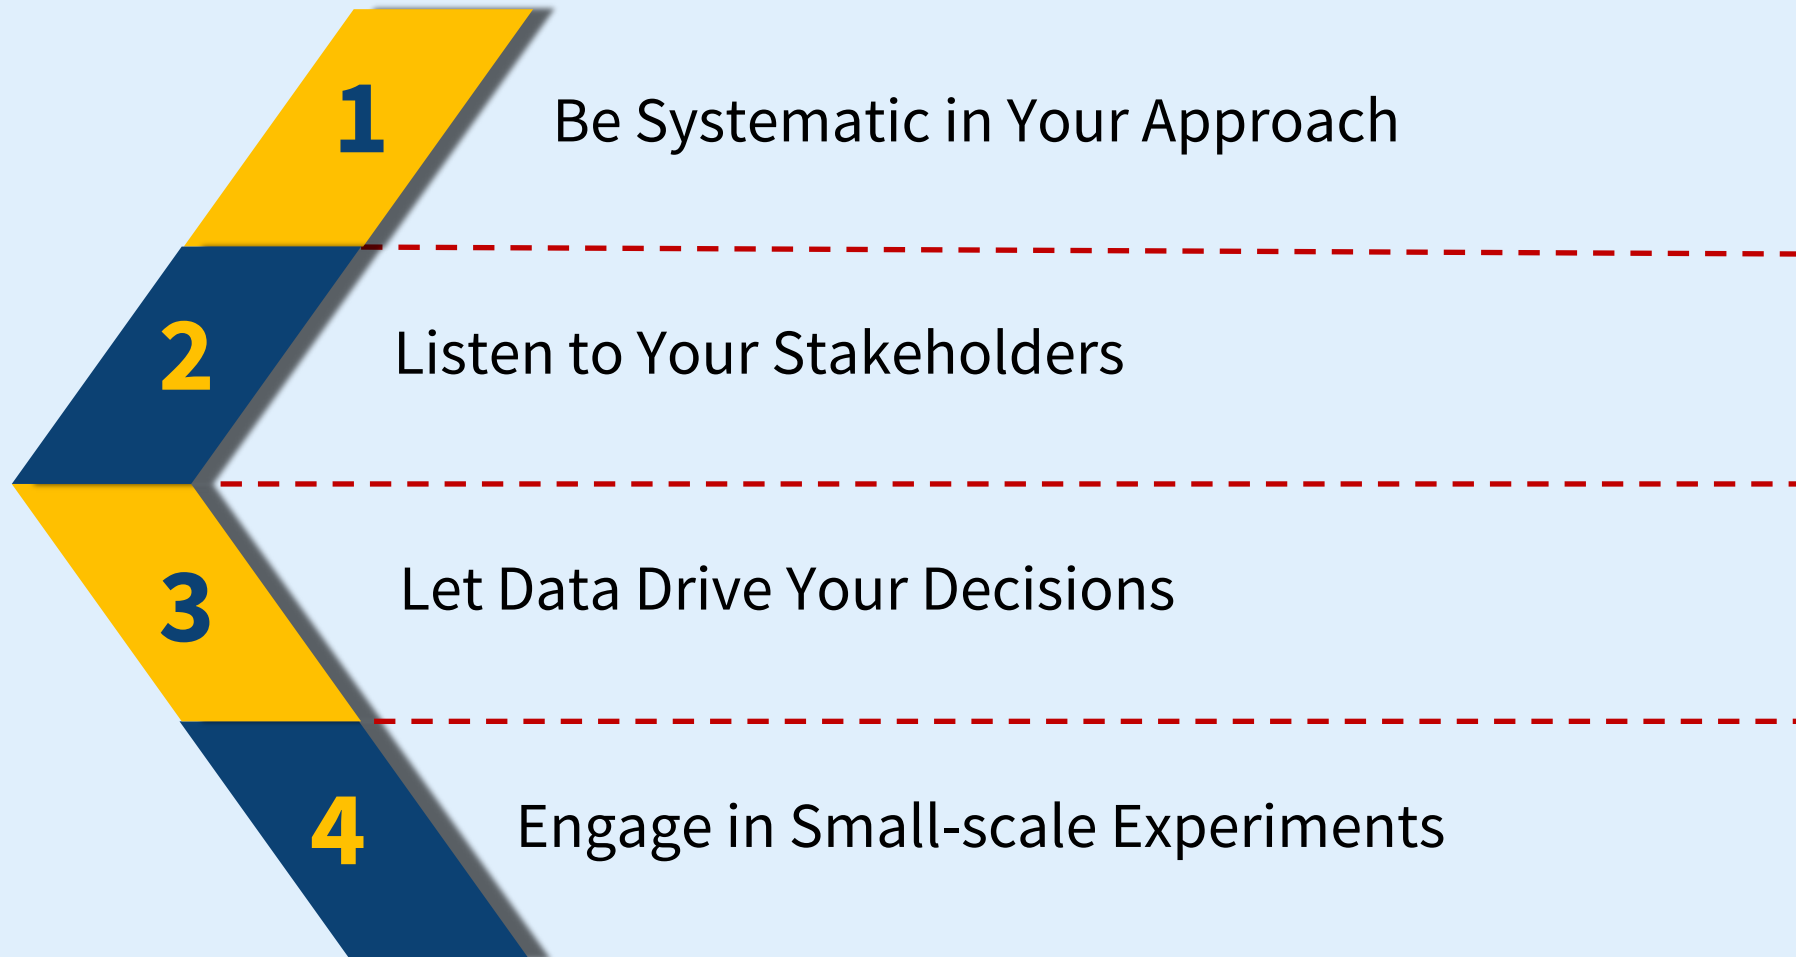 1 Be Systematic in Your Approach
2 Listen to Your Stakeholders
3 Let Data Drive Your Decisions
4 Engage in Small-scale Experiments